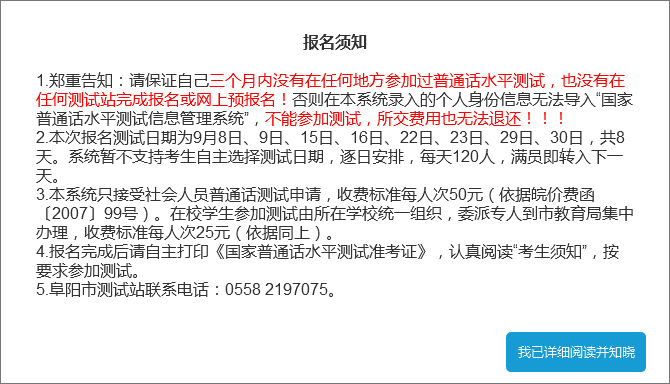 报名须知
1.郑重告知：请保证自己三个月内没有在任何地方参加过普通话水平测试，也没有在
任何测试站完成报名或网上预报名！否则在本系统录入的个人身份信息无法导入“国家
普通话水平测试信息管理系统”，不能参加测试，所交费用也无法退还！！！
2.本次报名测试日期为9月8日、9日、15日、16日、22日、23日、29日、30日，共8
天。系统暂不支持考生自主选择测试日期，逐日安排，每天120人，满员即转入下一
天。
3.本系统只接受社会人员普通话测试申请，收费标准每人次50元（依据皖价费函
〔2007〕99号）。在校学生参加测试由所在学校统一组织，委派专人到市教育局集中
办理，收费标准每人次25元（依据同上）。
4.报名完成后请自主打印《国家普通话水平测试准考证》，认真阅读“考生须知”，按
要求参加测试。
5.阜阳市测试站联系电话：0558 2197075。
我已详细阅读并知晓